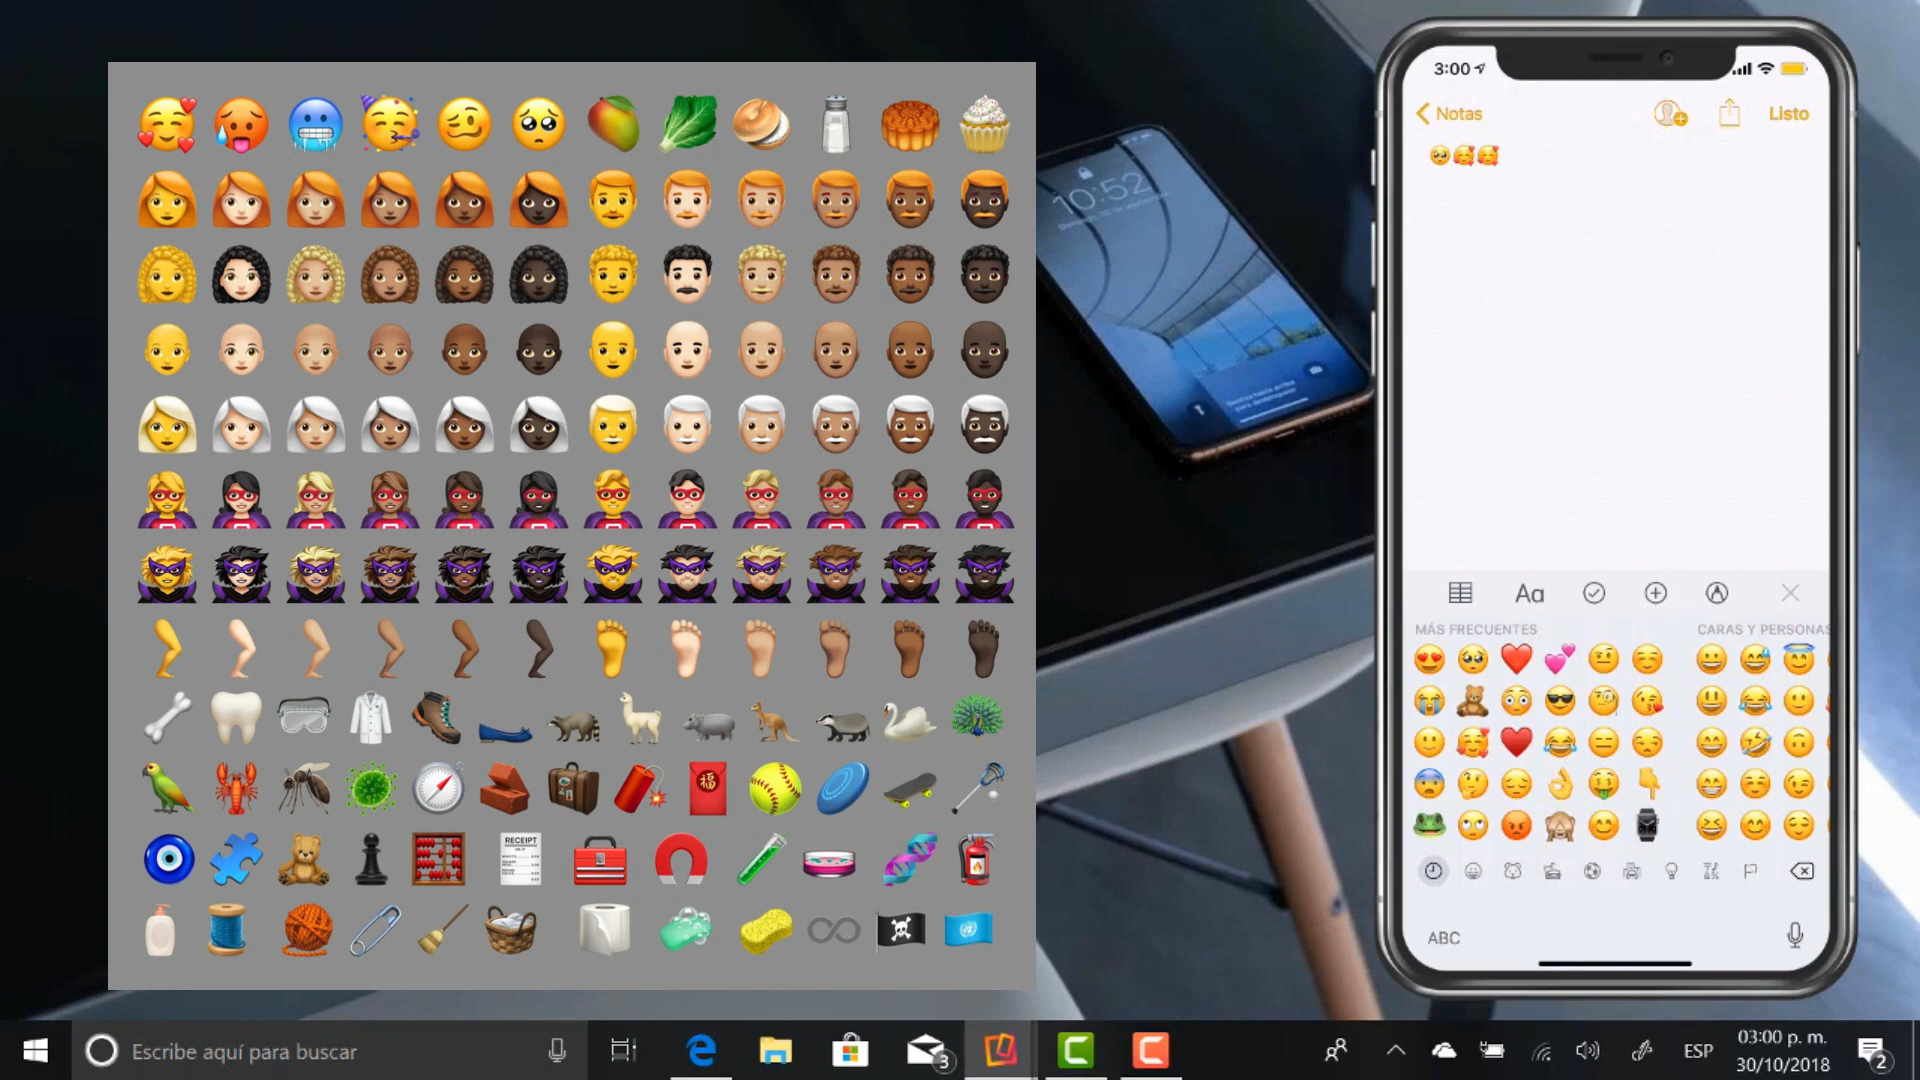 10:52
RECEIPT
福
3:00
Notas
Listo
Aa
MÁS FRECUENTES
CARAS Y PERSONAS
ABC
Escribe aquí para buscar
3
ESP
03:00 p. m.
30/10/2018
2